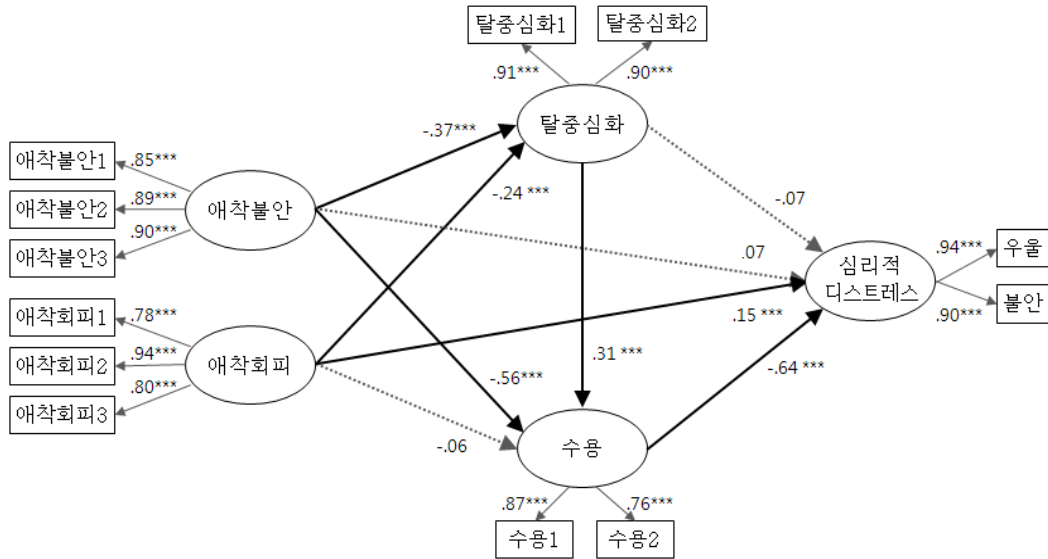 탈중심화1
탈중심화2
.91***
.90***
탈중심화
-.37***
애착불안1
.85***
-.24 ***
애착불안2
.89***
애착불안
-.07
애착불안3
.90***
.07
심리적
디스트레스
.94***
우울
불안
.90***
애착회피1
.78***
.15 ***
애착회피2
.94***
애착회피
.31 ***
애착회피3
.80***
-.56***
-.64 ***
-.06
수용
.87***
.76***
수용1
수용2